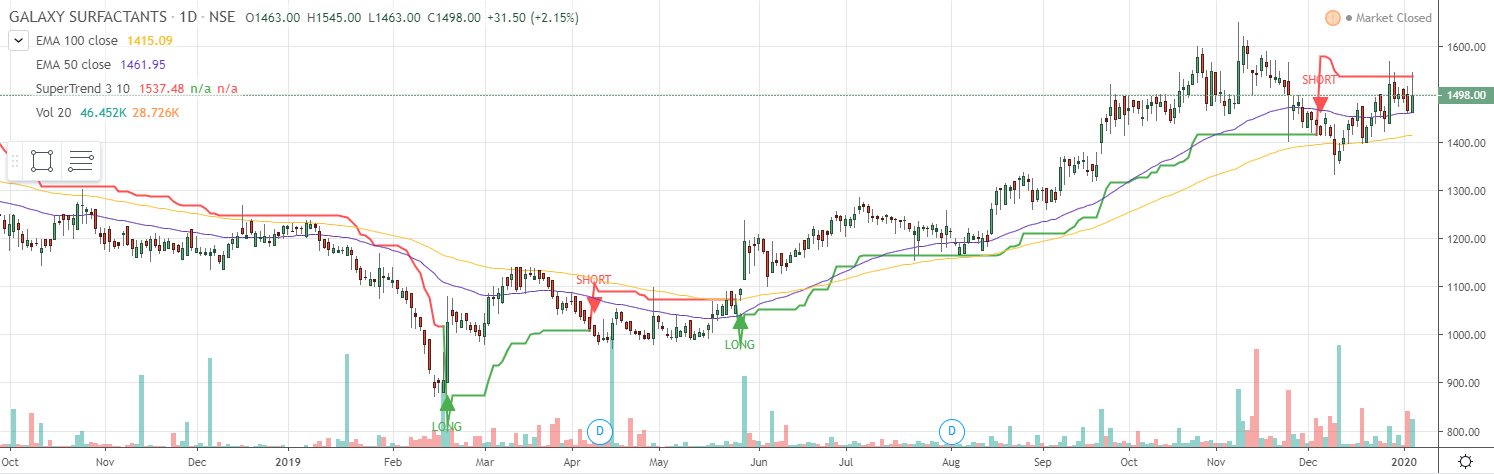 GALAXY SURFACTANTS · 1D · NSE O1463.00 H1545.00 L1463.00 C1498.00 +31.50 (+2.15%)
! Market Closed
EMA 100 close 1415.09
EMA 50 close 1461.95
SuperTrend 3 10 1537.48 n/a n/a
Vol 20 46.452K 28.726K
1600.00
SHORT
1498.00
1400.00
1300.00
1200.00
SHORT
1100.00
1000.00
LONG
900.00
LONG
D D
800.00
Oct Nov Dec 2019 Feb Mar Apr May Jun Jul Aug Sep Oct Nov Dec 2020